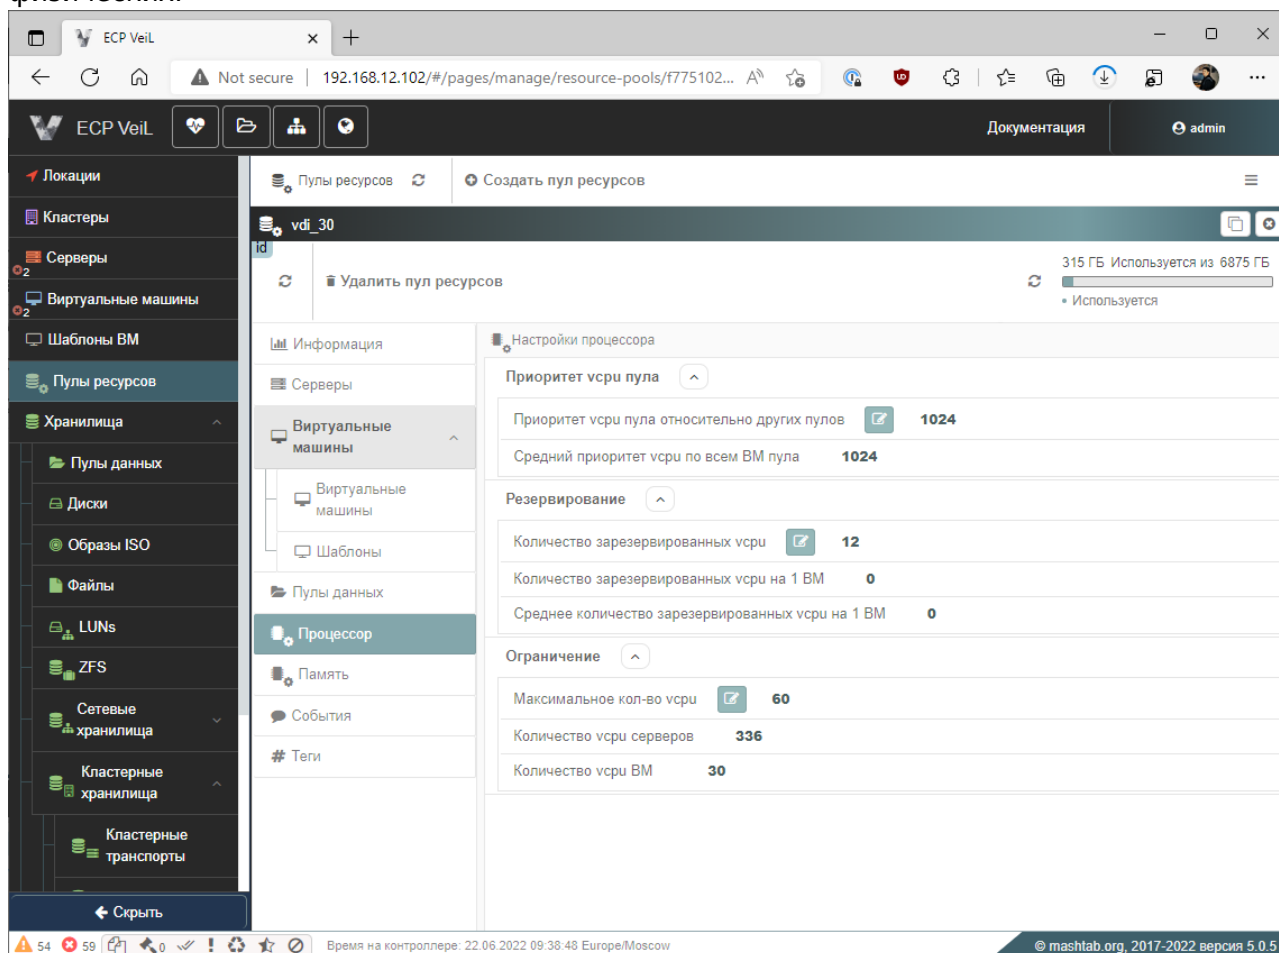 ECP VeiL
Not secure
192.168.12.102/#/pages/manage/resource-pools/f775102...
ECP VeiL
Документация
admin
Локации
Кластеры
Серверы
2
Виртуальные машины
2
Шаблоны ВМ
Пулы ресурсов
Хранилища
Пулы данных
Диски
Образы ISO
Файлы
LUNs
ZFS
Сетевые
хранилища
Кластерные
хранилища
Кластерные
транспорты
Скрыть
Пулы ресурсов
Создать пул ресурсов
vdi_30
id
Удалить пул ресурсов
315 ГБ Используется из 6875 ГБ
Используется
Информация
Серверы
Виртуальные
машины
Виртуальные
машины
Шаблоны
Пулы данных
Процессор
Память
События
# Теги
Настройки процессора
Приоритет vcpu пула
Приоритет vcpu пула относительно других пулов 1024
Средний приоритет vcpu по всем ВМ пула 1024
Резервирование
Количество зарезервированных vcpu 12
Количество зарезервированных vcpu на 1 ВМ 0
Среднее количество зарезервированных vcpu на 1 ВМ 0
Ограничение
Максимальное кол-во vcpu 60
Количество vcpu серверов 336
Количество vcpu ВМ 30
54 59 0
Время на контроллере: 22.06.2022 09:38:48 Europe/Moscow
© mashtab.org, 2017-2022 версия 5.0.5